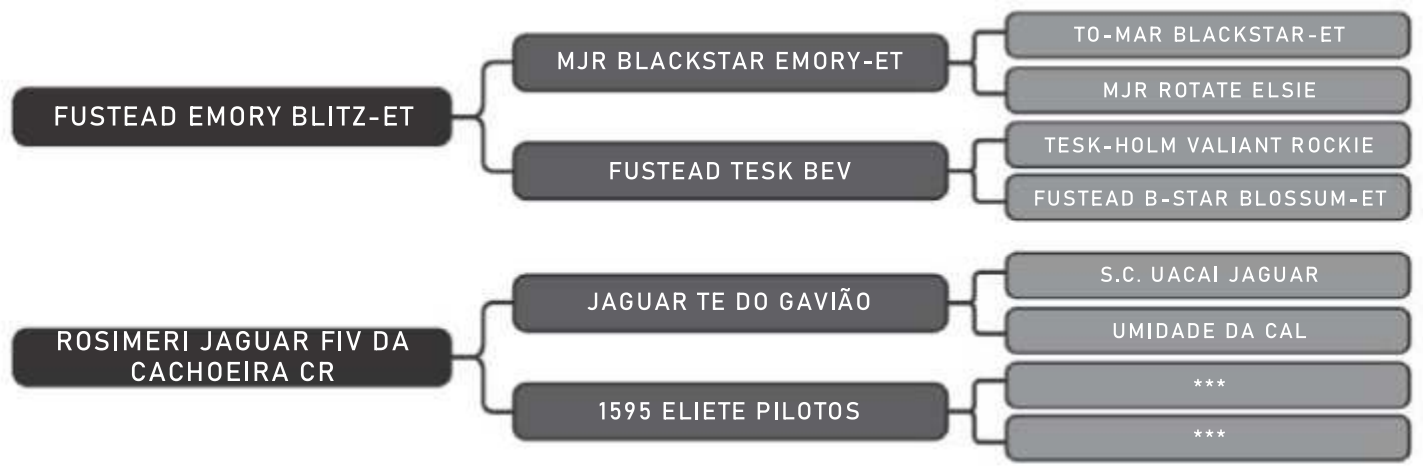 FUSTEAD EMORY BLITZ-ET
MJR BLACKSTAR EMORY-ET
TO-MAR BLACKSTAR-ET
MJR ROTATE ELSIE
FUSTEAD TESK BEV
TESK-HOLM VALIANT ROCKIE
FUSTEAD B-STAR BLOSSUM-ET
ROSIMERI JAGUAR FIV DA
CACHOEIRA CR
JAGUAR TE DO GAVIÃO
S.C. UACAI JAGUAR
UMIDADE DA CAL
1595 ELIETE PILOTOS
***
***